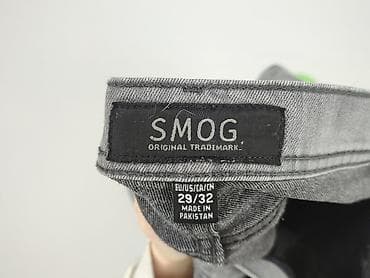 SMOG
ORIGINAL TRADEMARK
EU/US/CA/CN
29/32
MADE IN
PAKISTAN